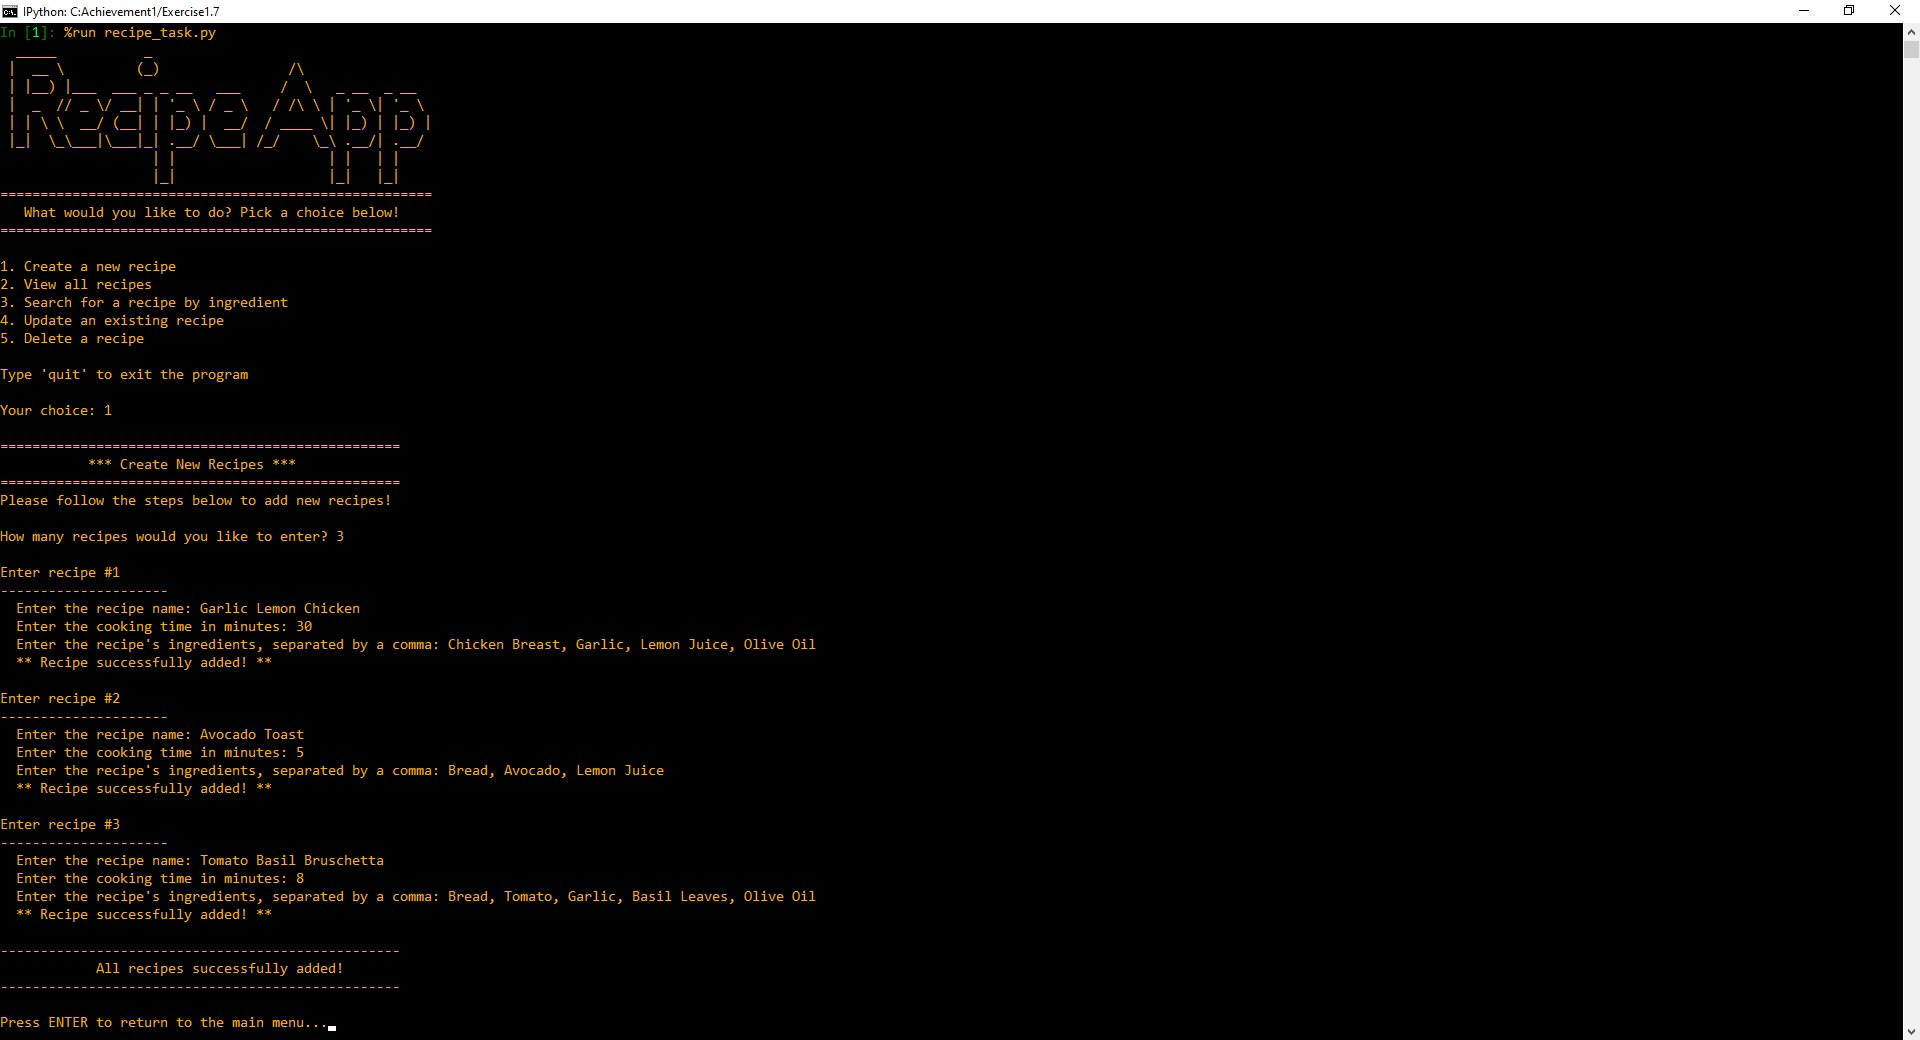 IPython: C:Achievement1/Exercise1.7
In [1]: %run recipe_task.py
Recipe App
======================================================
   What would you like to do? Pick a choice below!
======================================================
1. Create a new recipe
2. View all recipes
3. Search for a recipe by ingredient
4. Update an existing recipe
5. Delete a recipe
Type 'quit' to exit the program
Your choice: 1
==================================================
           *** Create New Recipes ***
==================================================
Please follow the steps below to add new recipes!
How many recipes would you like to enter? 3
Enter recipe #1
---------------------
  Enter the recipe name: Garlic Lemon Chicken
  Enter the cooking time in minutes: 30
  Enter the recipe's ingredients, separated by a comma: Chicken Breast, Garlic, Lemon Juice, Olive Oil
  ** Recipe successfully added! **
Enter recipe #2
---------------------
  Enter the recipe name: Avocado Toast
  Enter the cooking time in minutes: 5
  Enter the recipe's ingredients, separated by a comma: Bread, Avocado, Lemon Juice
  ** Recipe successfully added! **
Enter recipe #3
---------------------
  Enter the recipe name: Tomato Basil Bruschetta
  Enter the cooking time in minutes: 8
  Enter the recipe's ingredients, separated by a comma: Bread, Tomato, Garlic, Basil Leaves, Olive Oil
  ** Recipe successfully added! **
--------------------------------------------------
            All recipes successfully added!
--------------------------------------------------
Press ENTER to return to the main menu...